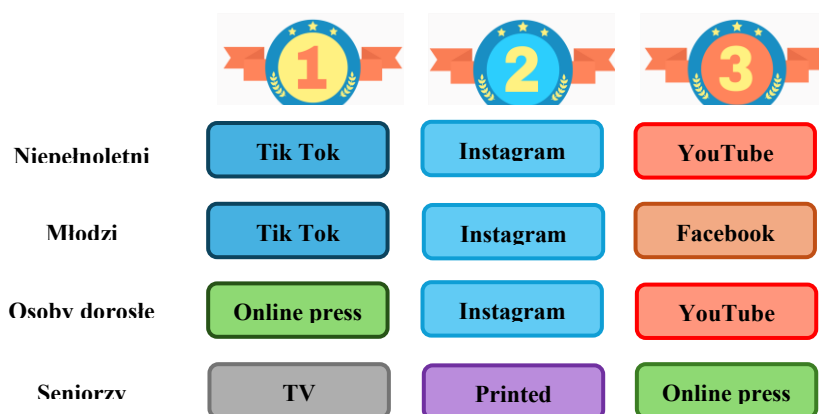 1 2 3
Niepełnoletni Tik Tok Instagram YouTube
Młodzi Tik Tok Instagram Facebook
Osoby dorosłe Online press Instagram YouTube
Seniorzy TV Printed Online press